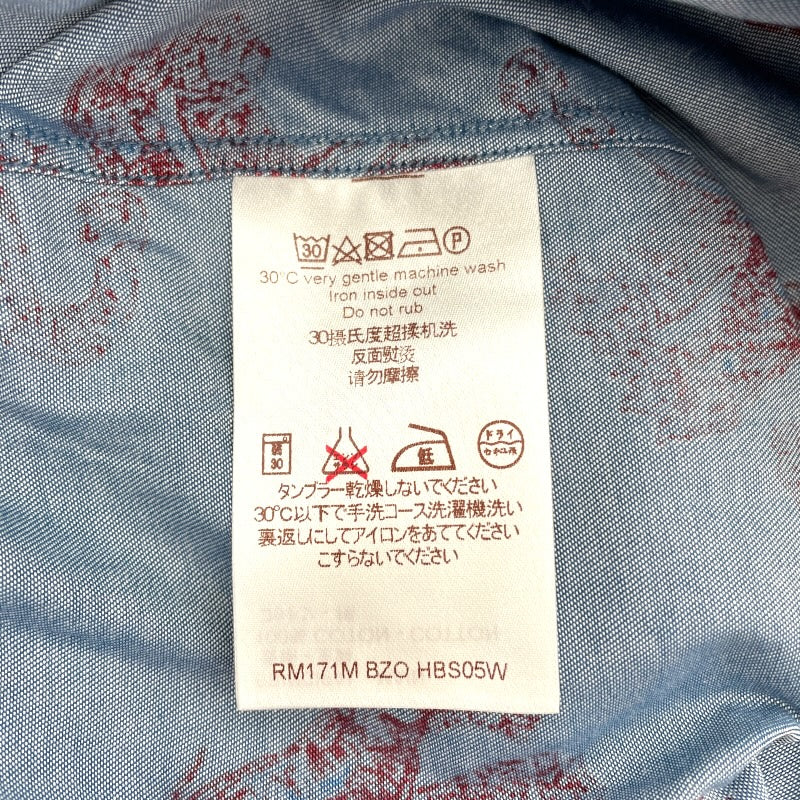 30 P
30°C very gentle machine wash
Iron inside out
Do not rub
30摄氏度超揉机洗
反面熨烫
请勿摩擦
弱 30 低 ドライ
タンブラー乾燥しないでください
30℃以下で手洗コース洗濯機洗い
裏返しにしてアイロンをあててください
こすらないでください
COTTON · COTTON
RM171M BZO HBS05W